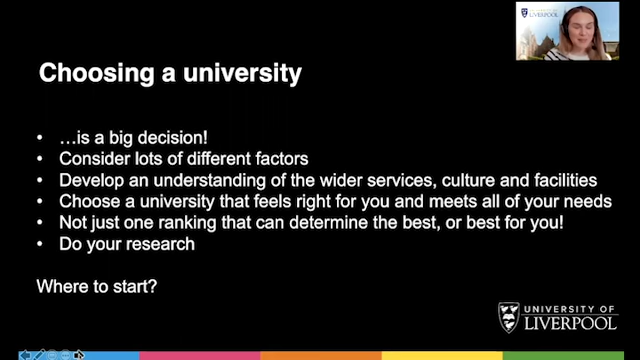 Choosing a university
• ...is a big decision!
• Consider lots of different factors
• Develop an understanding of the wider services, culture and facilities
• Choose a university that feels right for you and meets all of your needs
• Not just one ranking that can determine the best, or best for you!
• Do your research
Where to start?
UNIVERSITY OF
LIVERPOOL
LIVERPOOL